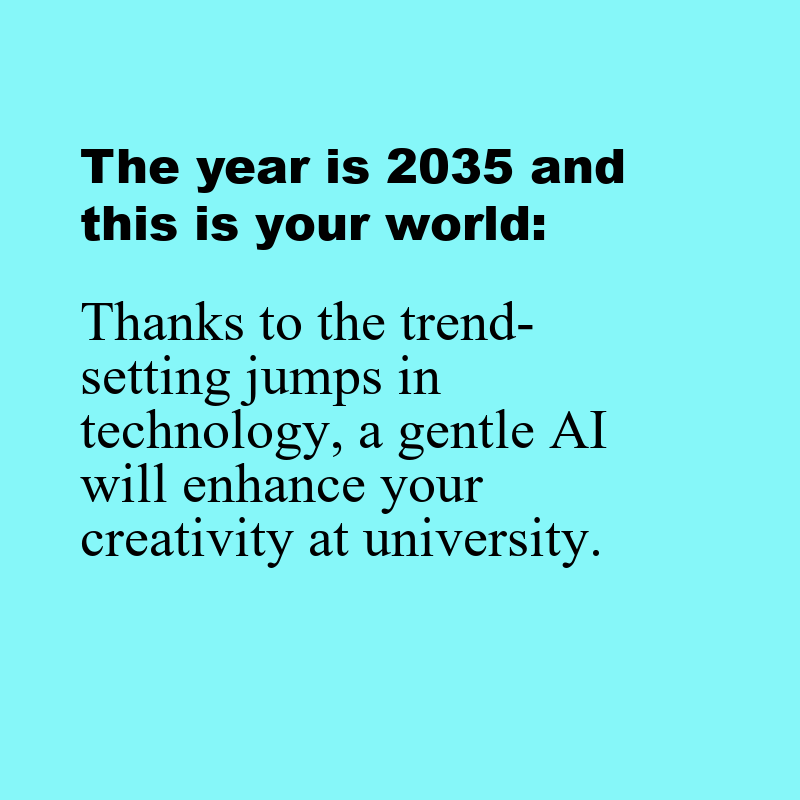 The year is 2035 and
this is your world:
Thanks to the trend-
setting jumps in
technology, a gentle AI
will enhance your
creativity at university.